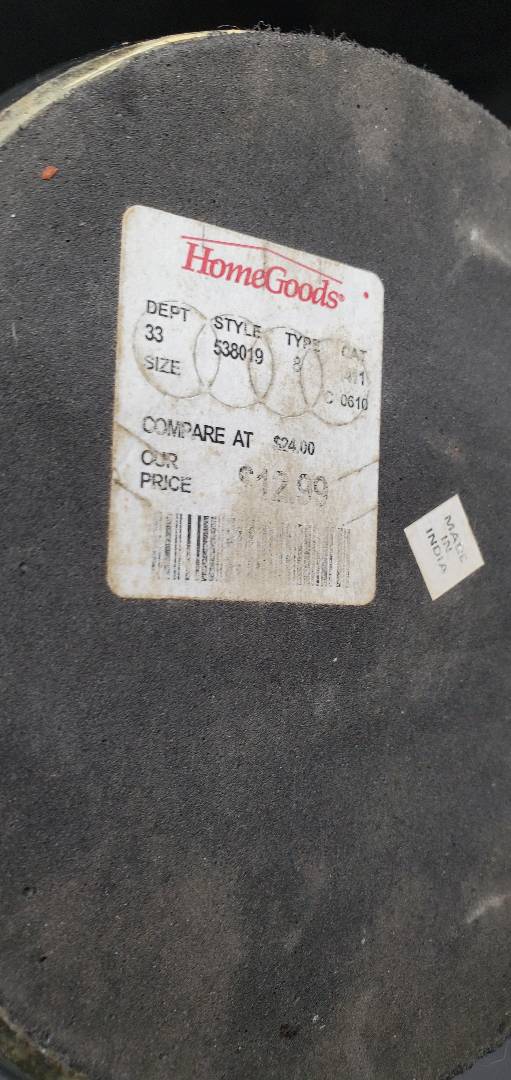 HomeGoods
DEPT STYLE TYPE CAT
33 538019 8
SIZE C 0610
COMPARE AT $24.00
OUR
PRICE $12.99
MADE
IN
INDIA